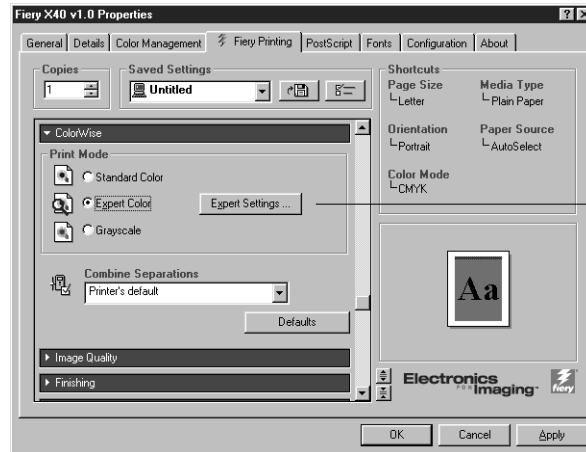 Fiery X40 v1.0 Properties
General Details Color Management Fiery Printing PostScript Fonts Configuration About
Copies
1
Saved Settings
Untitled
ColorWise
Print Mode
Standard Color
Expert Color
Expert Settings ...
Grayscale
Combine Separations
Printer's default
Defaults
Image Quality
Finishing
Shortcuts
Page Size
Letter
Media Type
Plain Paper
Orientation
Portrait
Paper Source
AutoSelect
Color Mode
CMYK
Aa
Electronics
FOR Imaging
fiery
OK Cancel Apply